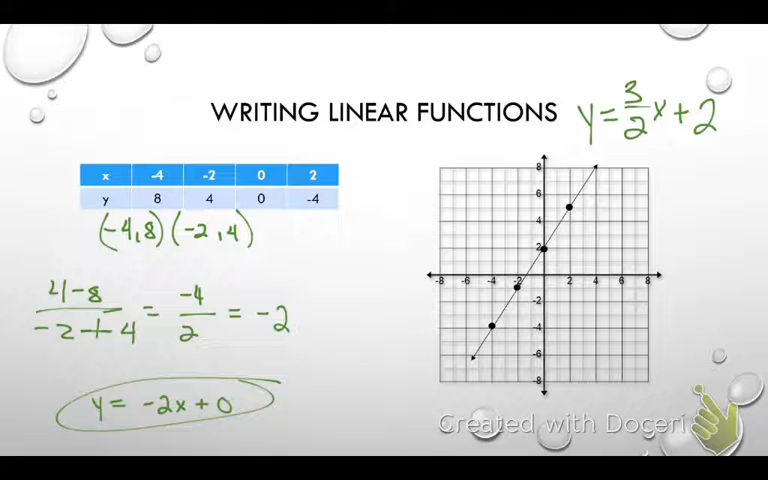 WRITING LINEAR FUNCTIONS
y = 3/2 x + 2
x -4 -2 0 2
y 8 4 0 -4
(-4,8) (-2,4)
4-8 / -2+4 = -4 / 2 = -2
y = -2x + 0
8
6
4
2
-8 -6 -4 -2 2 4 6 8
-2
-4
-6
-8
Created with Doceri